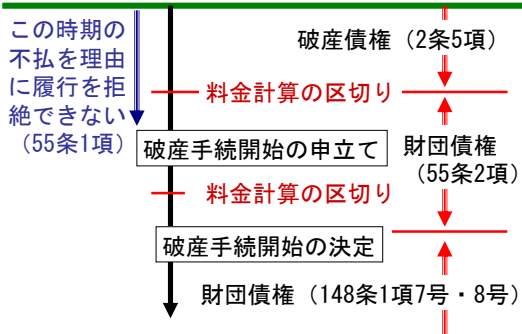 この時期の
不払を理由
に履行を拒
絶できない
（55条1項）
破産債権（2条5項）
料金計算の区切り
破産手続開始の申立て
財団債権
（55条2項）
料金計算の区切り
破産手続開始の決定
財団債権（148条1項7号・8号）